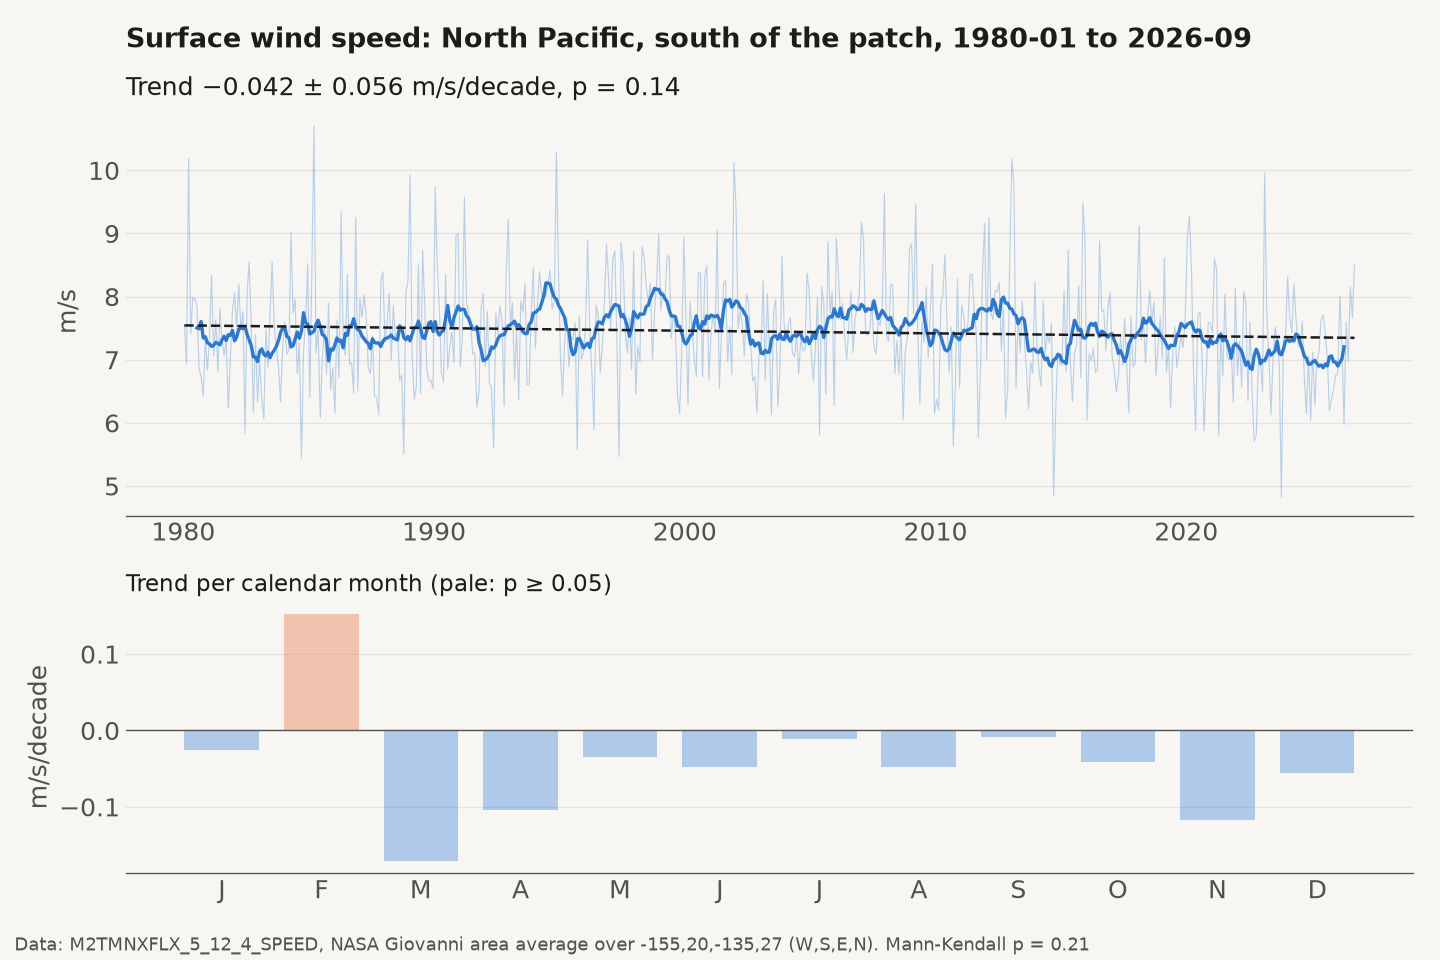 Surface wind speed: North Pacific, south of the patch, 1980-01 to 2026-09
Trend −0.042 ± 0.056 m/s/decade, p = 0.14
m/s
10
9
8
7
6
5
1980 1990 2000 2010 2020
Trend per calendar month (pale: p ≥ 0.05)
m/s/decade
0.1
0.0
−0.1
J F M A M J J A S O N D
Data: M2TMNXFLX_5_12_4_SPEED, NASA Giovanni area average over -155,20,-135,27 (W,S,E,N). Mann-Kendall p = 0.21